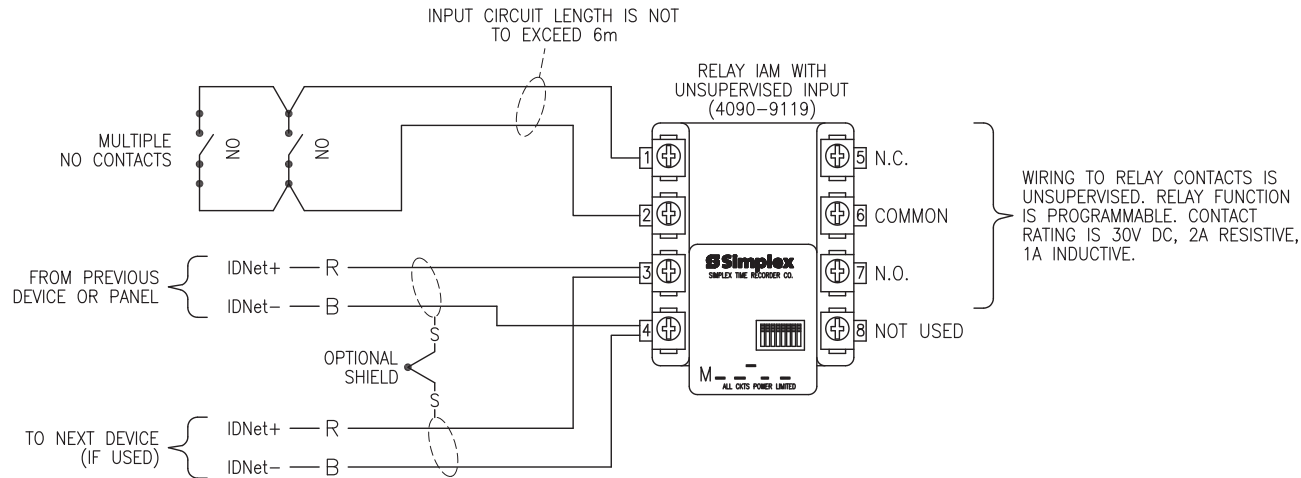 INPUT CIRCUIT LENGTH IS NOT
TO EXCEED 6m
RELAY IAM WITH
UNSUPERVISED INPUT
(4090-9119)
MULTIPLE
NO CONTACTS
NO
NO
1
2
3
4
5 N.C.
6 COMMON
7 N.O.
8 NOT USED
WIRING TO RELAY CONTACTS IS
UNSUPERVISED. RELAY FUNCTION
IS PROGRAMMABLE. CONTACT
RATING IS 30V DC, 2A RESISTIVE,
1A INDUCTIVE.
Simplex
SIMPLEX TIME RECORDER CO.
M
ALL CKTS POWER LIMITED
FROM PREVIOUS
DEVICE OR PANEL
IDNet+ R
IDNet- B
S
OPTIONAL
SHIELD
S
TO NEXT DEVICE
(IF USED)
IDNet+ R
IDNet- B